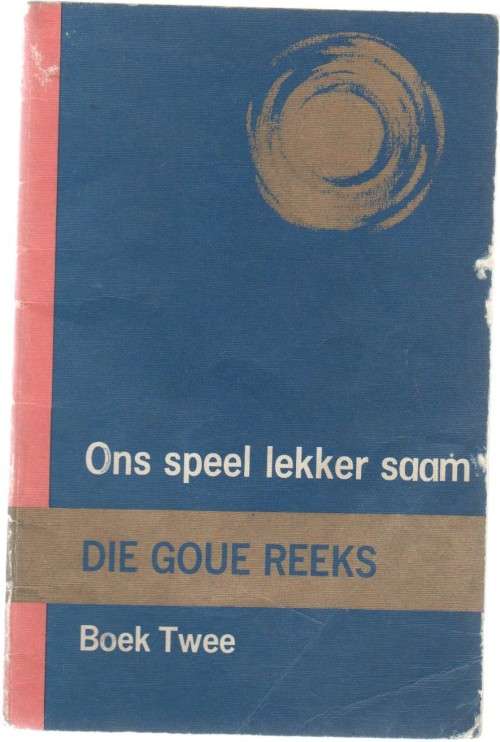 Ons speel lekker saam
DIE GOUE REEKS
Boek Twee